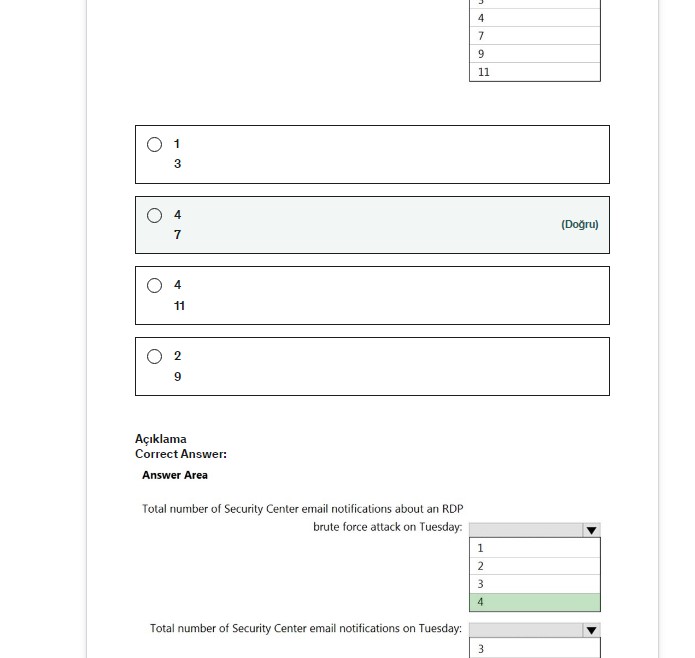 4
7
9
11
1
3
4
7
(Doğru)
4
11
2
9
Açıklama
Correct Answer:
Answer Area
Total number of Security Center email notifications about an RDP
brute force attack on Tuesday:
1
2
3
4
Total number of Security Center email notifications on Tuesday:
3